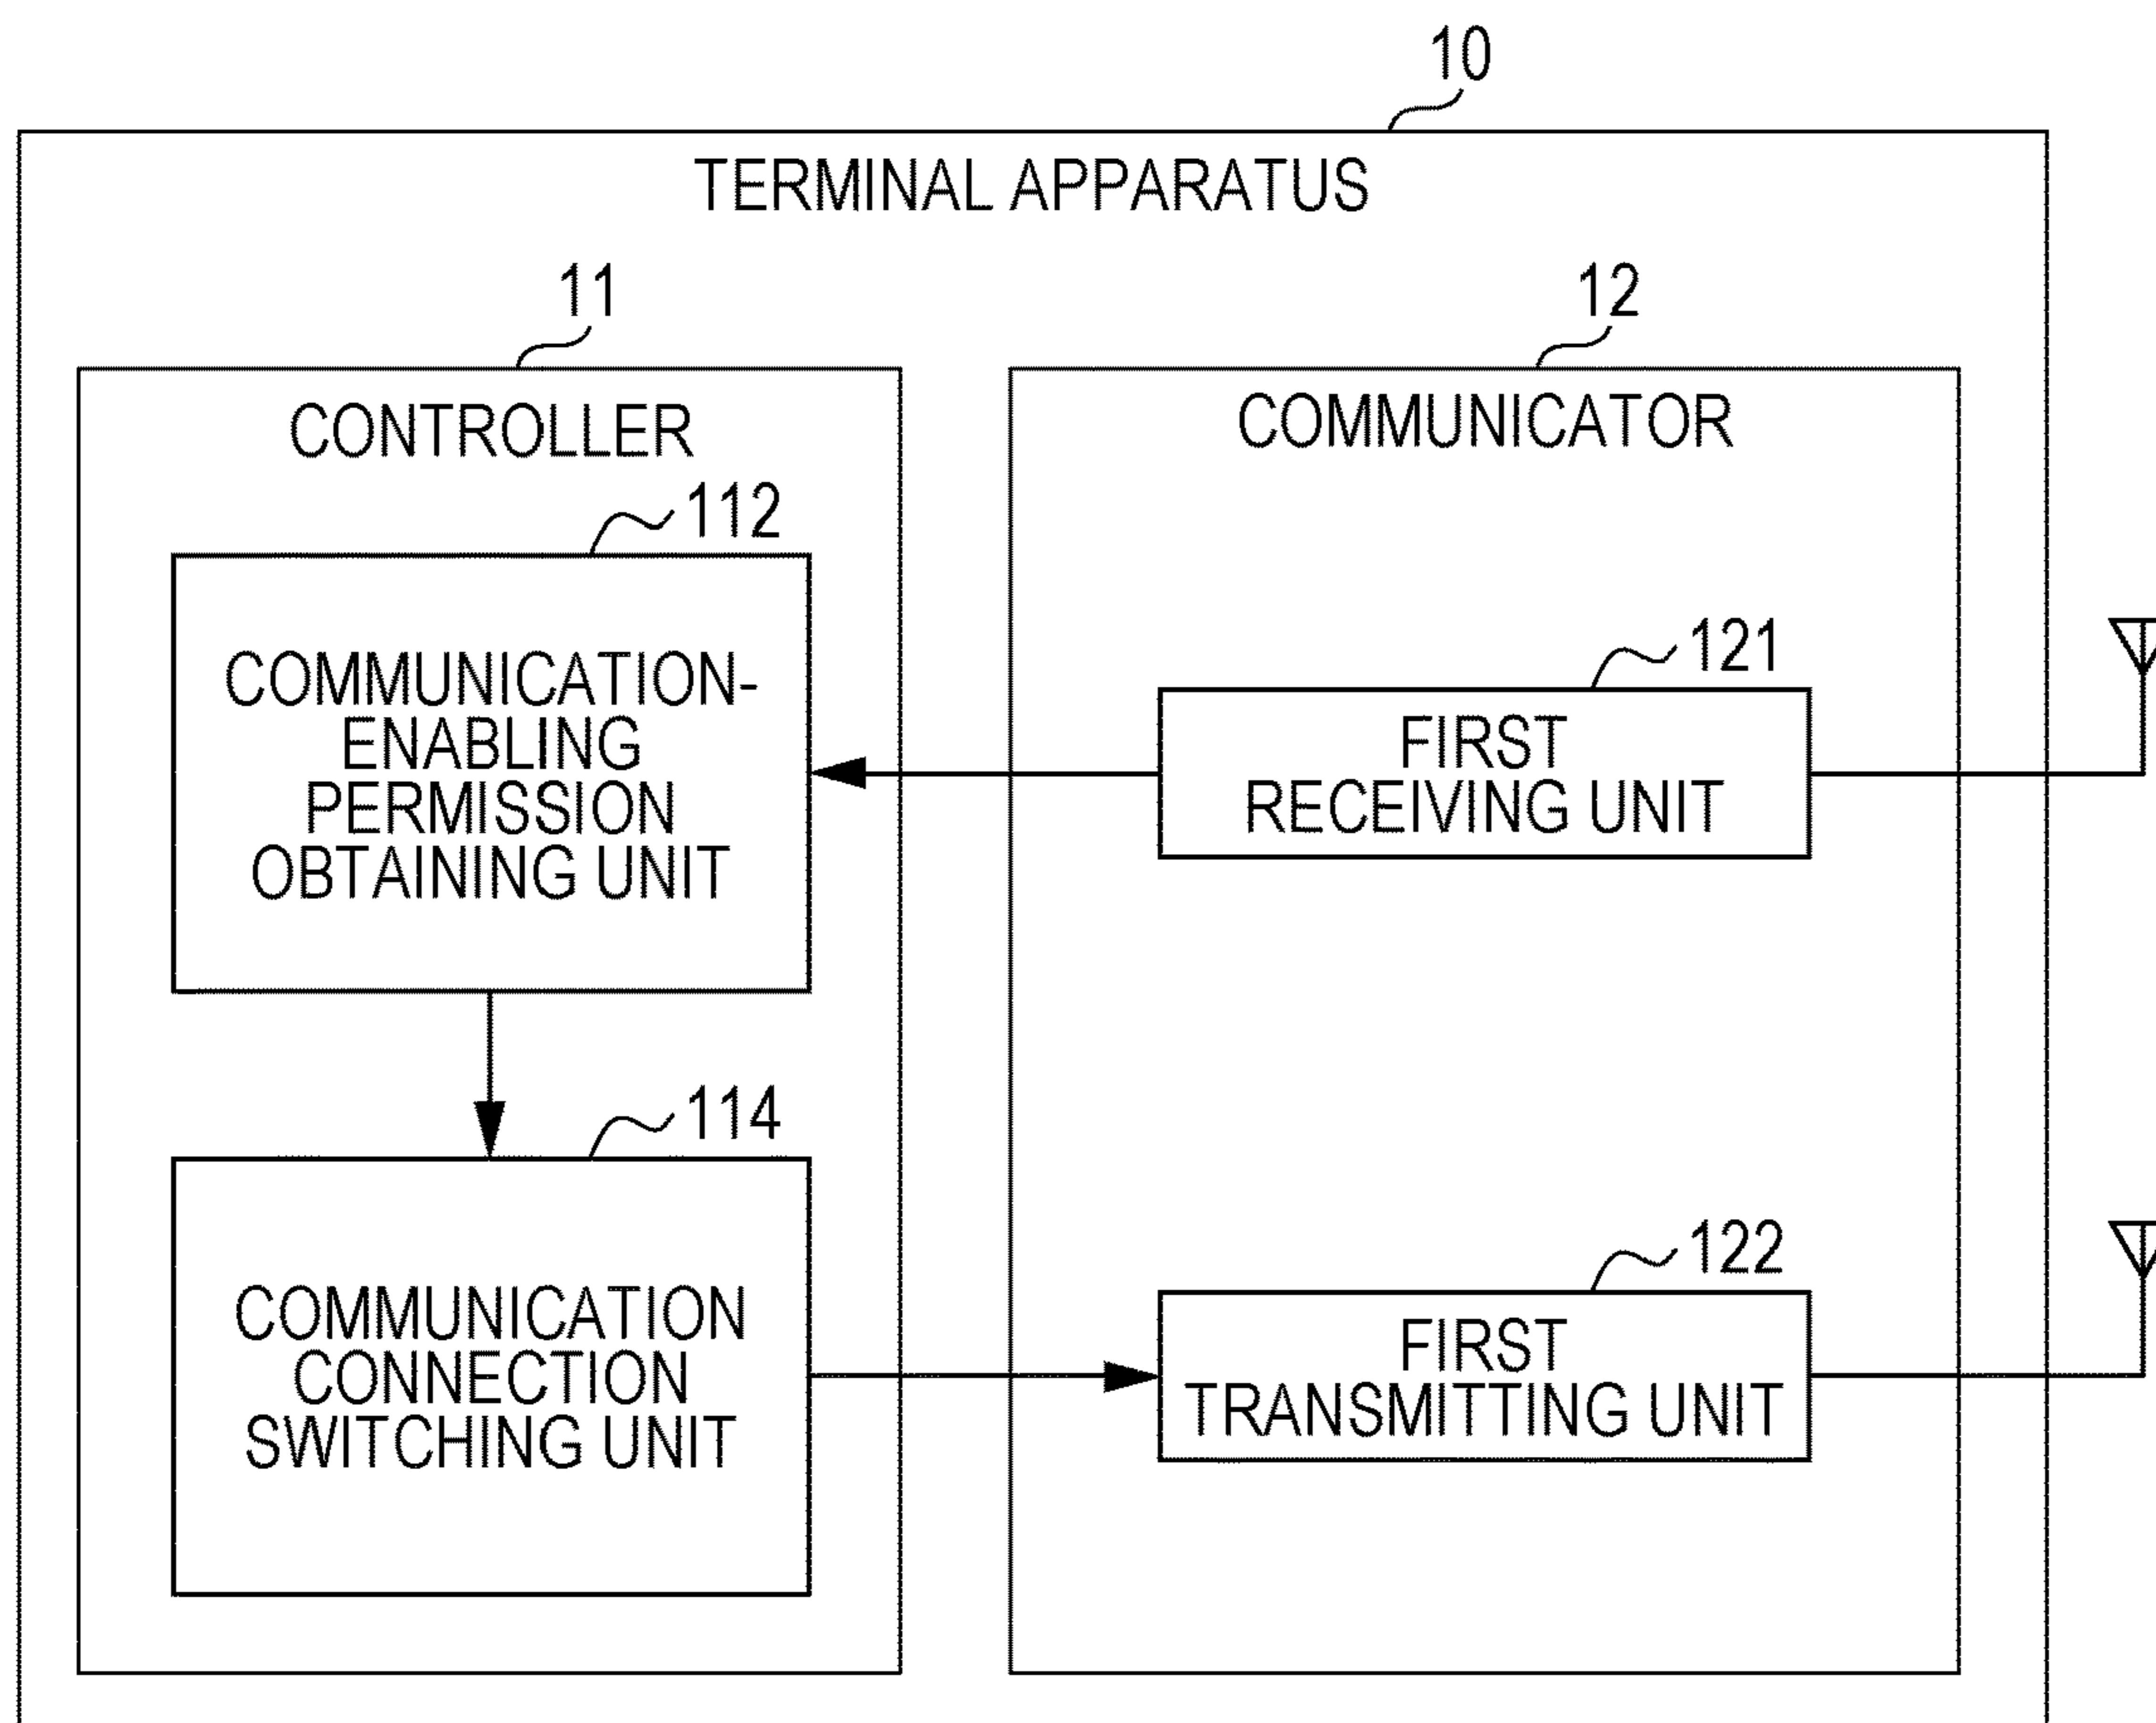 10
TERMINAL APPARATUS
11
12
CONTROLLER
COMMUNICATOR
112
COMMUNICATION-
ENABLING
PERMISSION
OBTAINING UNIT
121
FIRST
RECEIVING UNIT
114
COMMUNICATION
CONNECTION
SWITCHING UNIT
122
FIRST
TRANSMITTING UNIT